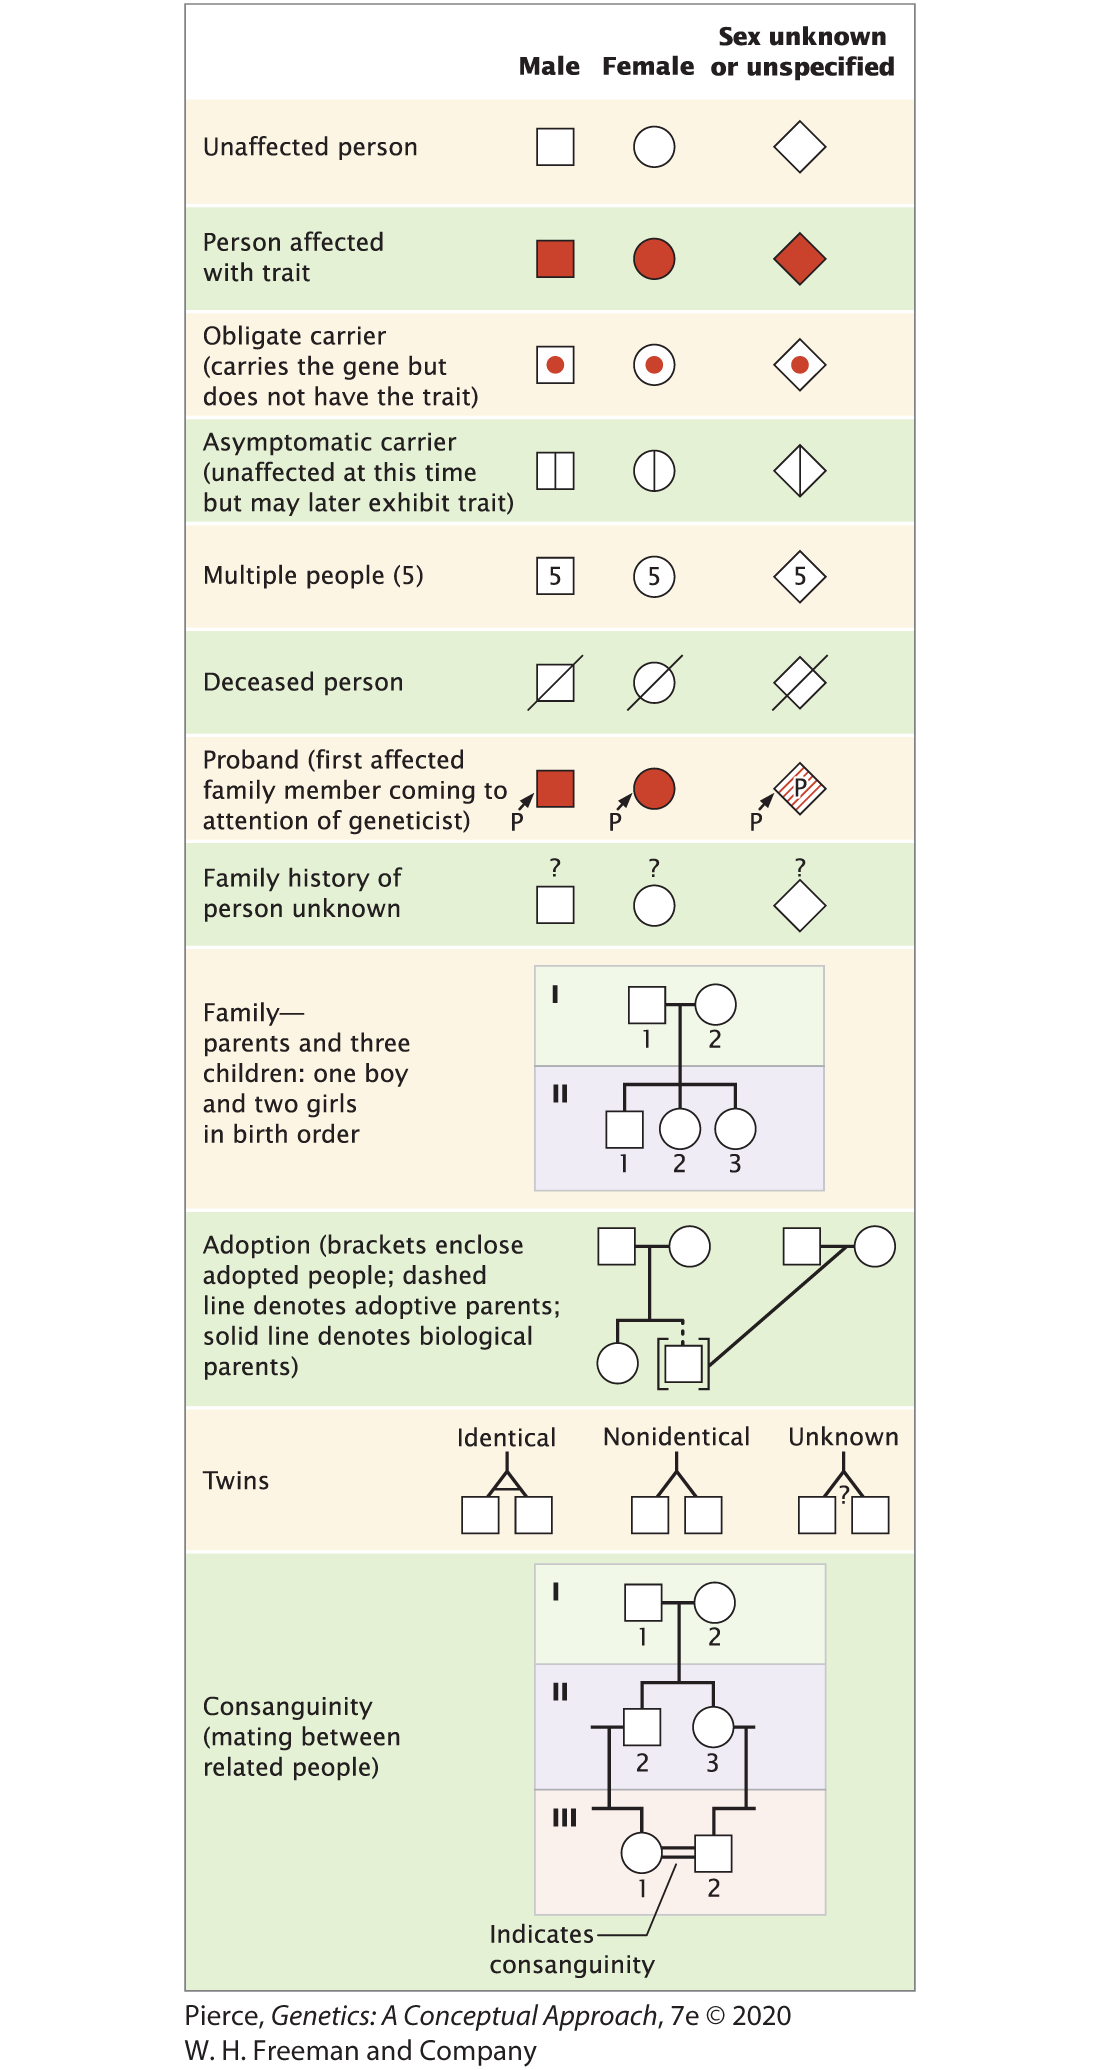 Sex unknown
Male Female or unspecified
Unaffected person
Person affected
with trait
Obligate carrier
(carries the gene but
does not have the trait)
Asymptomatic carrier
(unaffected at this time
but may later exhibit trait)
Multiple people (5) 5 5 5
Deceased person
Proband (first affected
family member coming to P
attention of geneticist) P P P
? ? ?
Family history of
person unknown
I
1 2
Family—
parents and three
children: one boy
and two girls
in birth order
II
1 2 3
Adoption (brackets enclose
adopted people; dashed
line denotes adoptive parents;
solid line denotes biological
parents)
Identical Nonidentical Unknown
Twins
?
I
1 2
II
Consanguinity
(mating between
related people)
2 3
III
1 2
Indicates
consanguinity
Pierce, Genetics: A Conceptual Approach, 7e © 2020
W. H. Freeman and Company